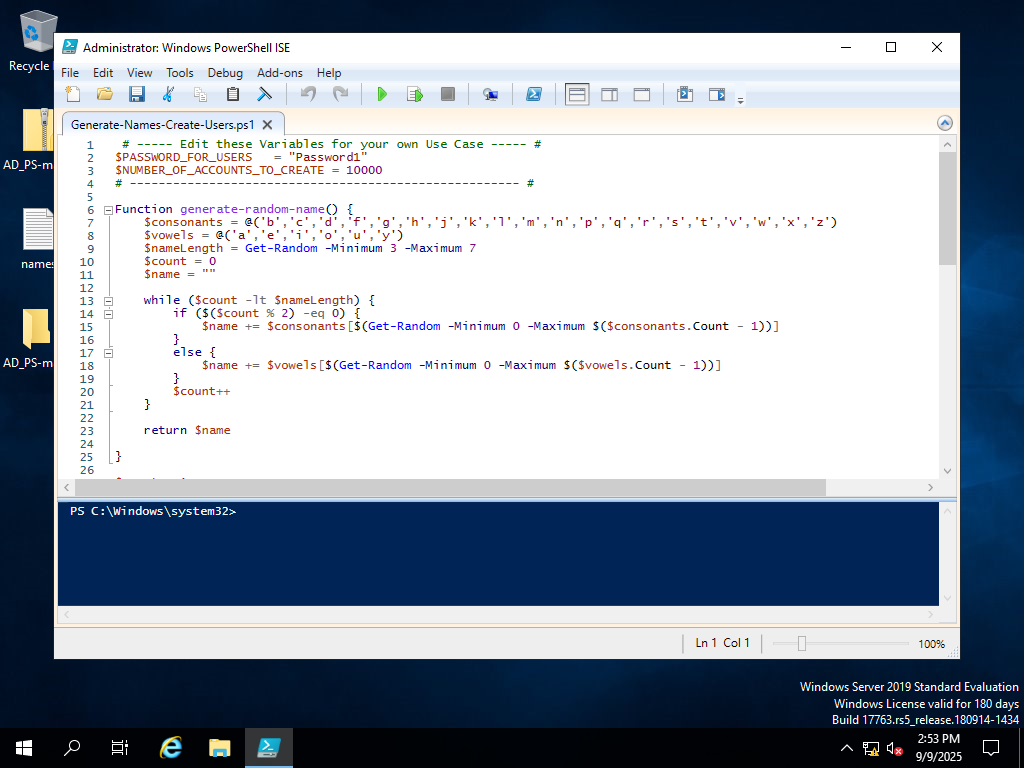 Recycle
AD_PS-m
names
AD_PS-m
Administrator: Windows PowerShell ISE
File Edit View Tools Debug Add-ons Help
Generate-Names-Create-Users.ps1
1 # ----- Edit these Variables for your own Use Case ----- #
2 $PASSWORD_FOR_USERS   = "Password1"
3 $NUMBER_OF_ACCOUNTS_TO_CREATE = 10000
4 # ------------------------------------------------------ #
5
6 Function generate-random-name() {
7     $consonants = @('b','c','d','f','g','h','j','k','l','m','n','p','q','r','s','t','v','w','x','z')
8     $vowels = @('a','e','i','o','u','y')
9     $nameLength = Get-Random -Minimum 3 -Maximum 7
10     $count = 0
11     $name = ""
12
13     while ($count -lt $nameLength) {
14         if ($($count % 2) -eq 0) {
15             $name += $consonants[$(Get-Random -Minimum 0 -Maximum $($consonants.Count - 1))]
16         }
17         else {
18             $name += $vowels[$(Get-Random -Minimum 0 -Maximum $($vowels.Count - 1))]
19         }
20         $count++
21     }
22
23     return $name
24
25 }
26
PS C:\Windows\system32>
Ln 1 Col 1
100%
Windows Server 2019 Standard Evaluation
Windows License valid for 180 days
Build 17763.rs5_release.180914-1434
2:53 PM
9/9/2025